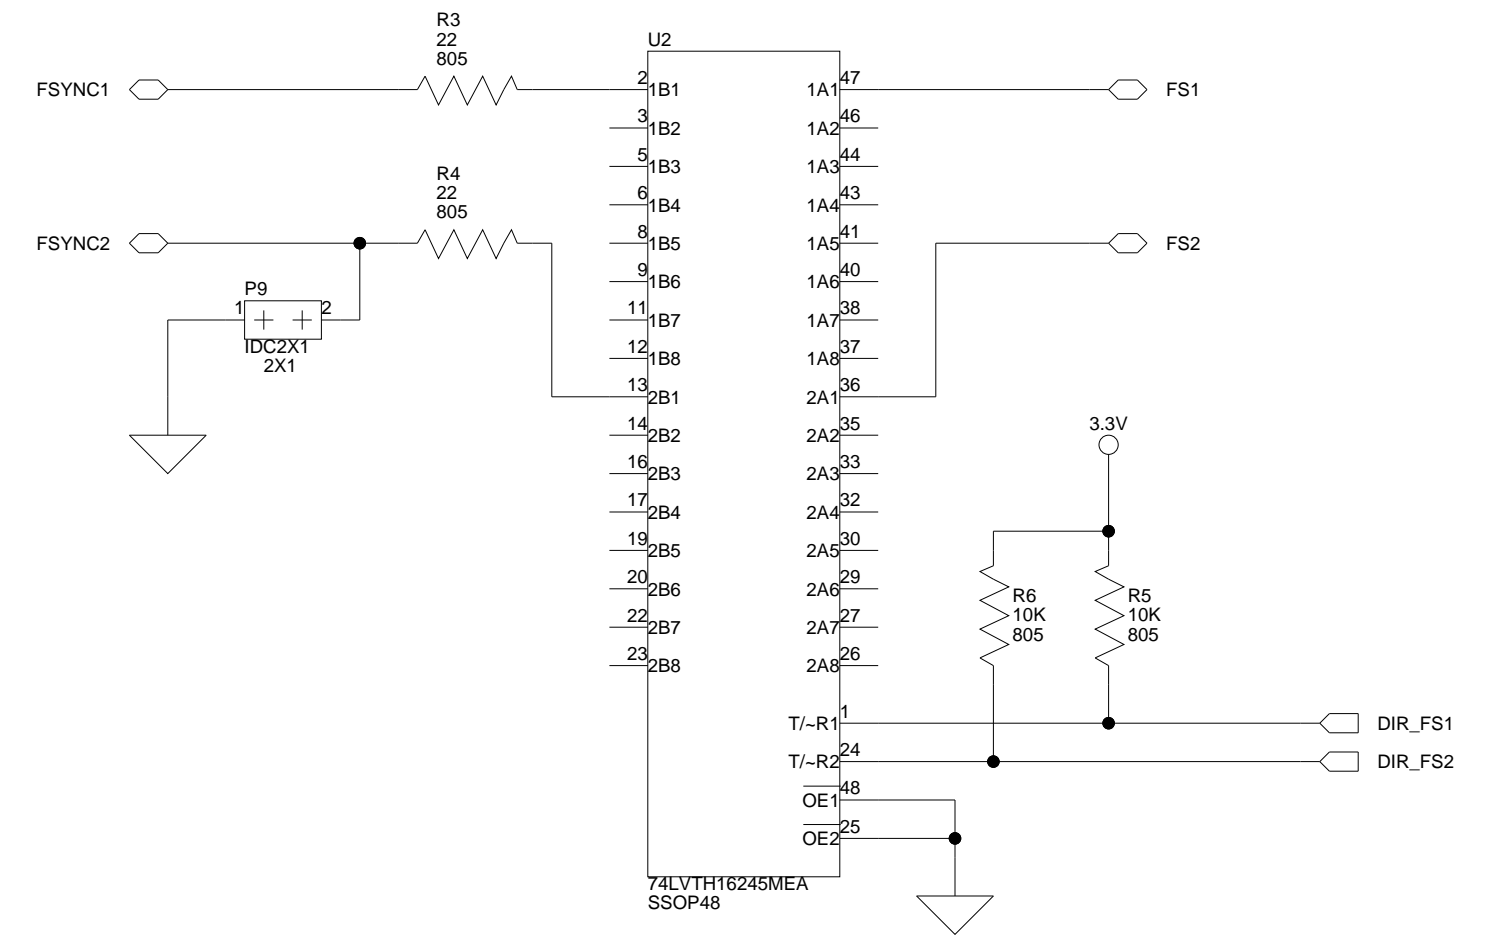 R3
22
805
U2
FSYNC1
2
1B1
1A1
47
FS1
3
1B2
1A2
46
5
1B3
1A3
44
R4
22
805
6
1B4
1A4
43
FSYNC2
8
1B5
1A5
41
FS2
9
1B6
1A6
40
P9
1
2
IDC2X1
2X1
11
1B7
1A7
38
12
1B8
1A8
37
13
2B1
2A1
36
14
2B2
2A2
35
3.3V
16
2B3
2A3
33
17
2B4
2A4
32
19
2B5
2A5
30
20
2B6
2A6
29
R6
10K
805
R5
10K
805
22
2B7
2A7
27
23
2B8
2A8
26
T/~R1
1
DIR_FS1
T/~R2
24
DIR_FS2
OE1
48
OE2
25
74LVTH16245MEA
SSOP48